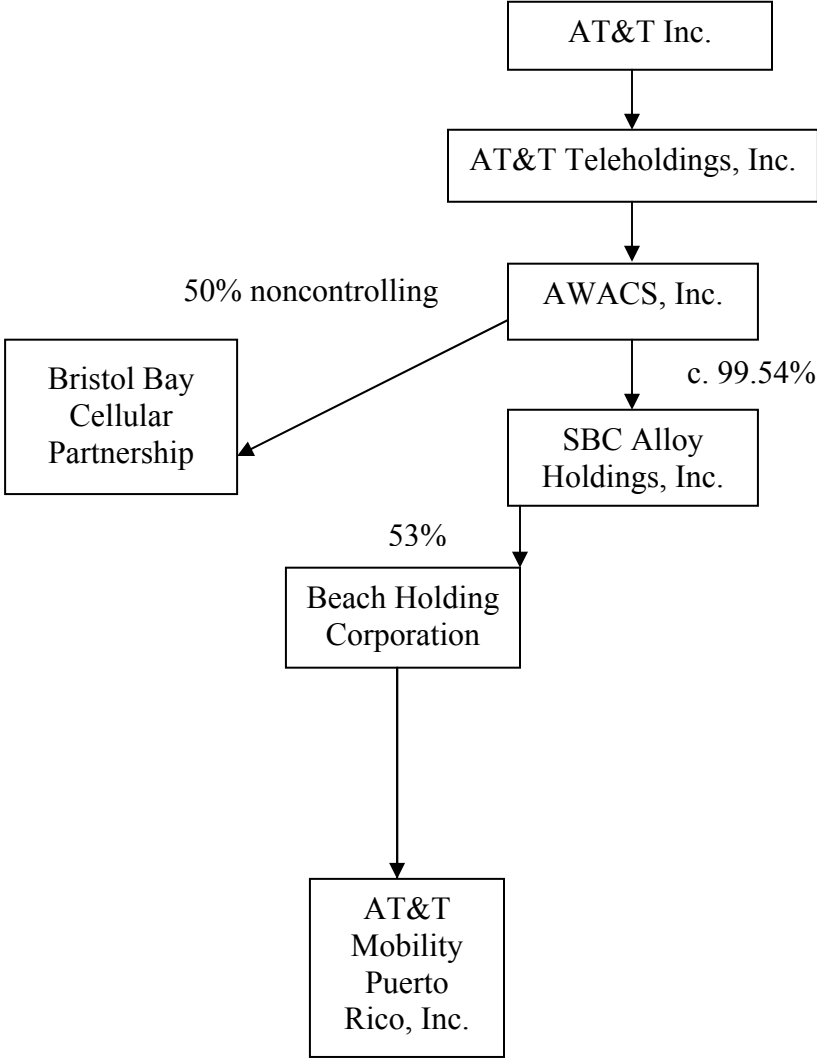 AT&T Inc.
AT&T Teleholdings, Inc.
50% noncontrolling
AWACS, Inc.
Bristol Bay
Cellular
Partnership
c. 99.54%
SBC Alloy
Holdings, Inc.
53%
Beach Holding
Corporation
AT&T
Mobility
Puerto
Rico, Inc.